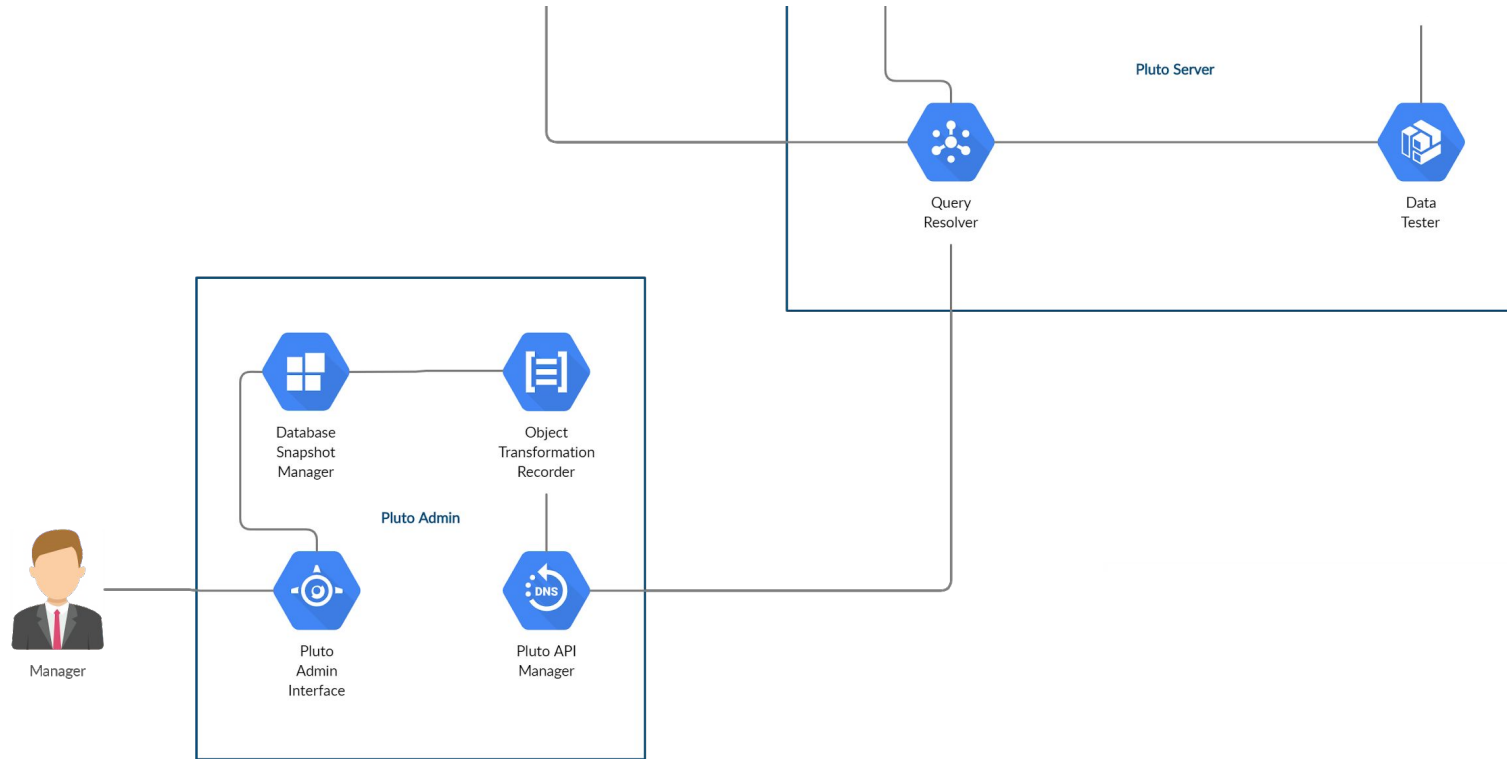 Pluto Server
Query
Resolver
Data
Tester
Database
Snapshot
Manager
Object
Transformation
Recorder
Pluto Admin
DNS
Manager
Pluto
Admin
Interface
Pluto API
Manager